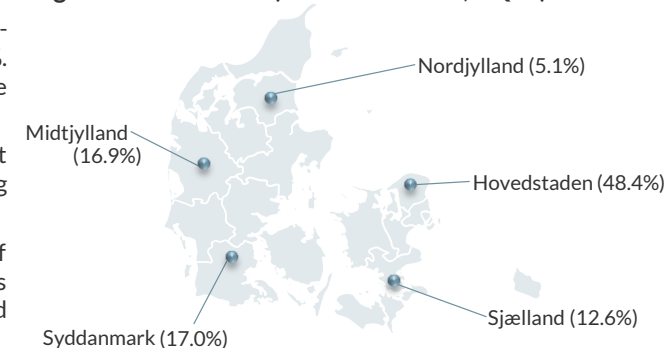 Nordjylland (5.1%)
Midtjylland
(16.9%)
Hovedstaden (48.4%)
Sjælland (12.6%)
Syddanmark (17.0%)